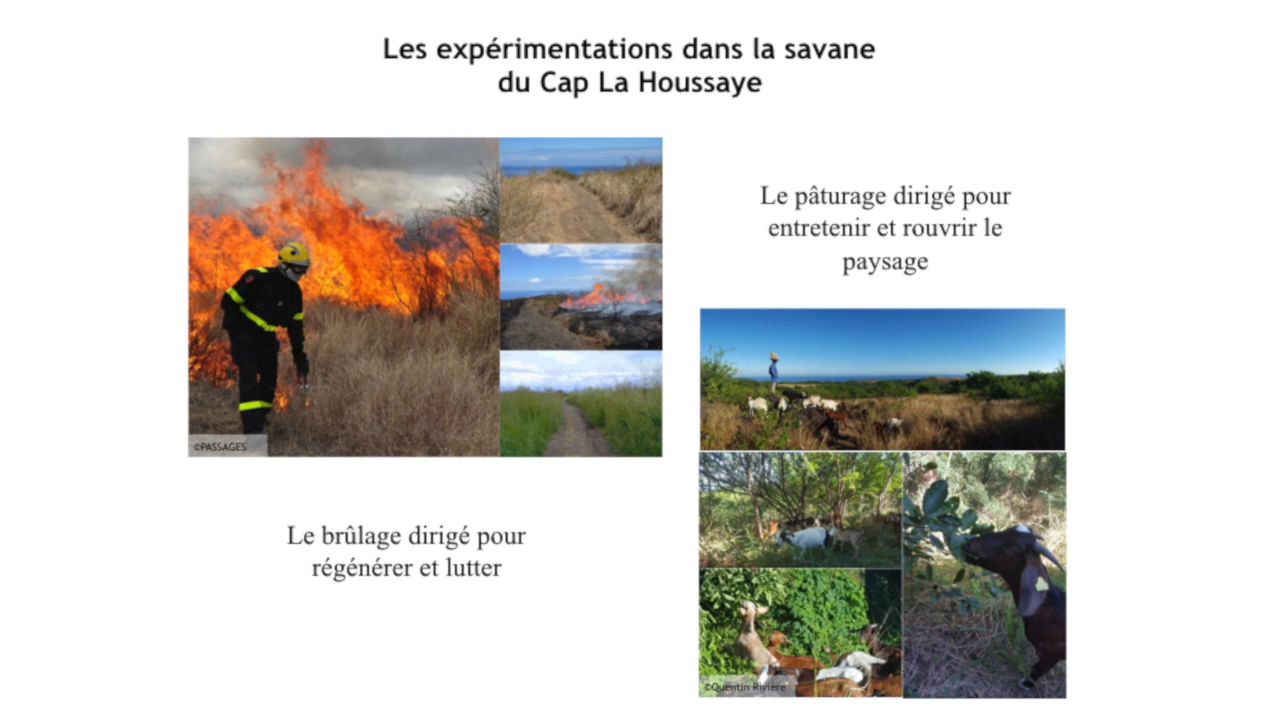 Les expérimentations dans la savane
du Cap La Houssaye
Le pâturage dirigé pour
entretenir et rouvrir le
paysage
©PASSAGES
Le brûlage dirigé pour
régénérer et lutter
©Quentin Rivière